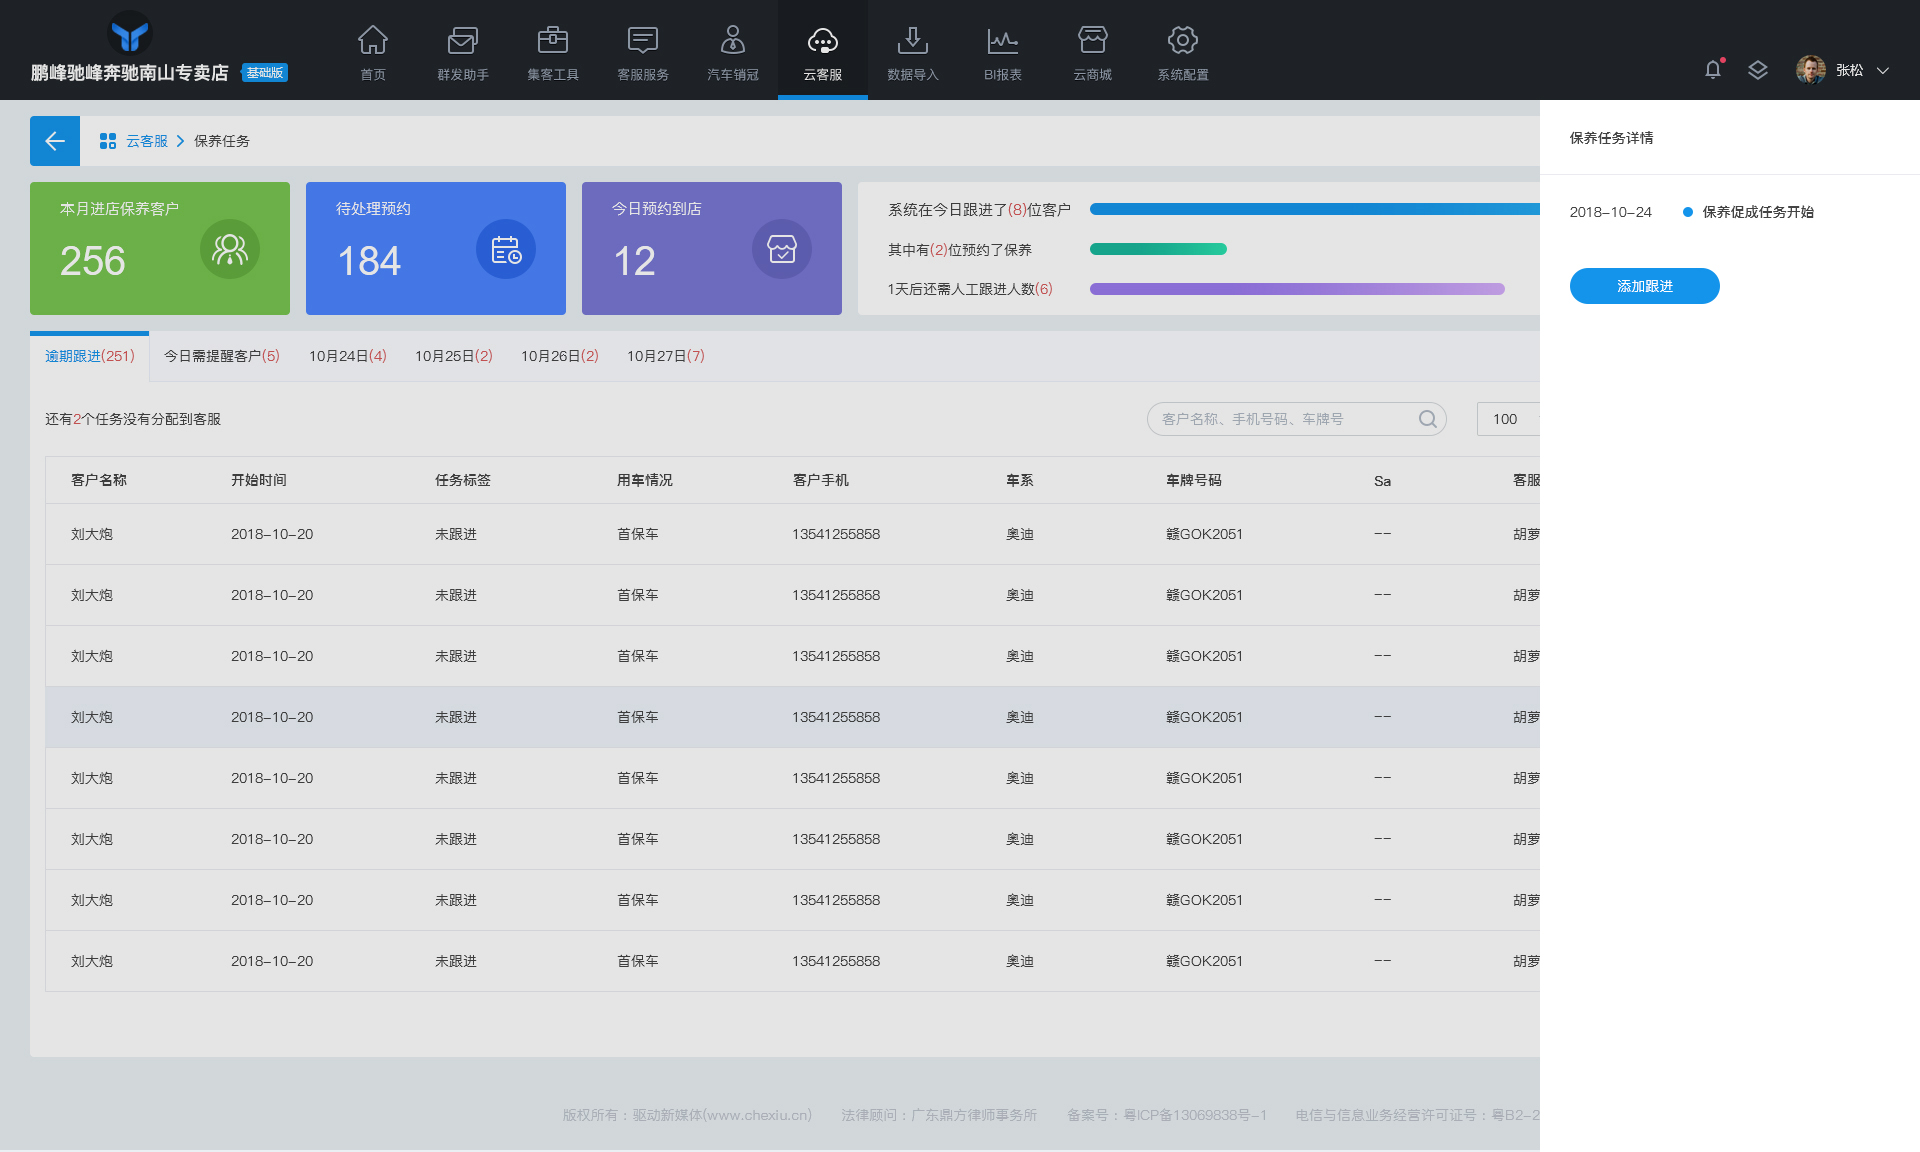 鹏峰驰峰奔驰南山专卖店 基础版
首页 群发助手 集客工具 客服服务 汽车销冠 云客服 数据导入 BI报表 云商城 系统配置
张松
云客服 保养任务
保养任务详情
2018-10-24 保养促成任务开始
添加跟进
本月进店保养客户
256
待处理预约
184
今日预约到店
12
系统在今日跟进了(8)位客户
其中有(2)位预约了保养
1天后还需人工跟进人数(6)
逾期跟进(251) 今日需提醒客户(5) 10月24日(4) 10月25日(2) 10月26日(2) 10月27日(7)
还有2个任务没有分配到客服
客户名称、手机号码、车牌号
100
客户名称 开始时间 任务标签 用车情况 客户手机 车系 车牌号码 Sa 客服
刘大炮 2018-10-20 未跟进 首保车 13541255858 奥迪 赣GOK2051 -- 胡萝
刘大炮 2018-10-20 未跟进 首保车 13541255858 奥迪 赣GOK2051 -- 胡萝
刘大炮 2018-10-20 未跟进 首保车 13541255858 奥迪 赣GOK2051 -- 胡萝
刘大炮 2018-10-20 未跟进 首保车 13541255858 奥迪 赣GOK2051 -- 胡萝
刘大炮 2018-10-20 未跟进 首保车 13541255858 奥迪 赣GOK2051 -- 胡萝
刘大炮 2018-10-20 未跟进 首保车 13541255858 奥迪 赣GOK2051 -- 胡萝
刘大炮 2018-10-20 未跟进 首保车 13541255858 奥迪 赣GOK2051 -- 胡萝
刘大炮 2018-10-20 未跟进 首保车 13541255858 奥迪 赣GOK2051 -- 胡萝
版权所有：驱动新媒体(www.chexiu.cn) 法律顾问：广东鼎方律师事务所 备案号：粤ICP备13069838号-1 电信与信息业务经营许可证号：粤B2-2